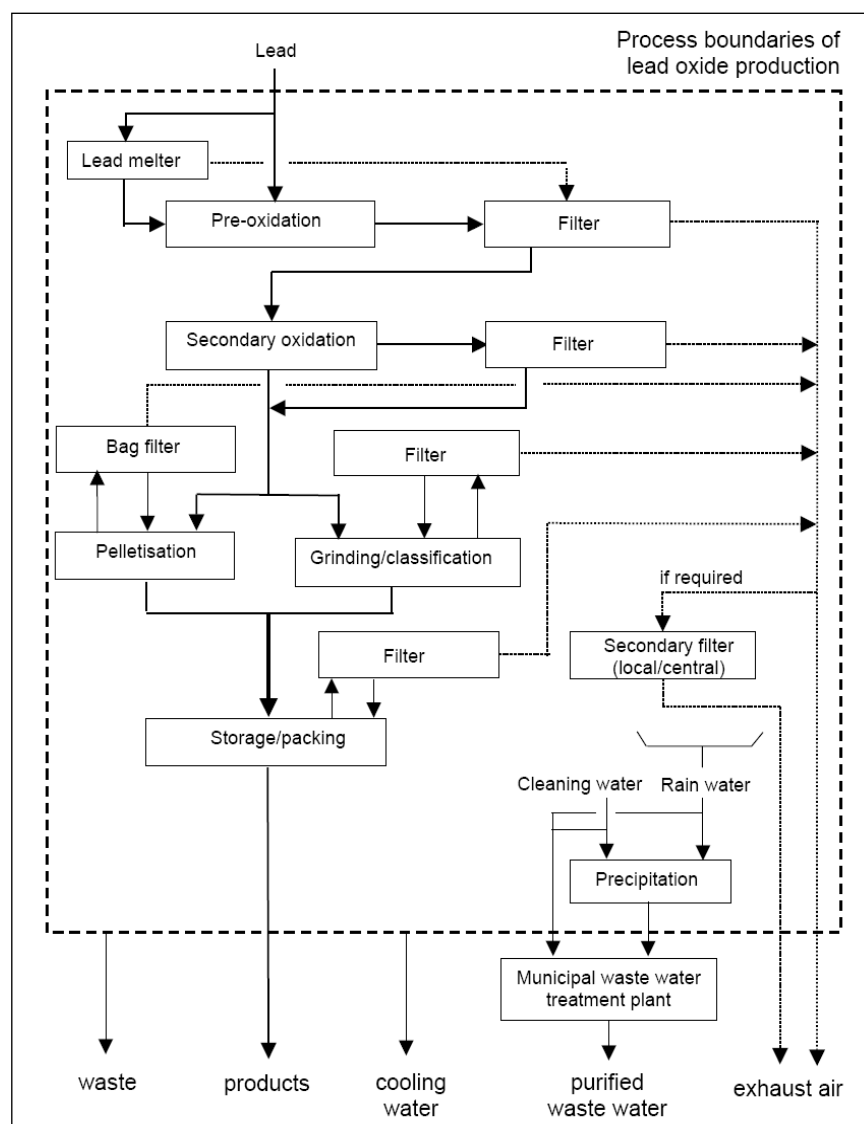 Process boundaries of
lead oxide production
Lead
Lead melter
Pre-oxidation
Filter
Secondary oxidation
Filter
Bag filter
Filter
Pelletisation
Grinding/classification
if required
Filter
Secondary filter
(local/central)
Storage/packing
Cleaning water
Rain water
Precipitation
Municipal waste water
treatment plant
waste
products
cooling
water
purified
waste water
exhaust air